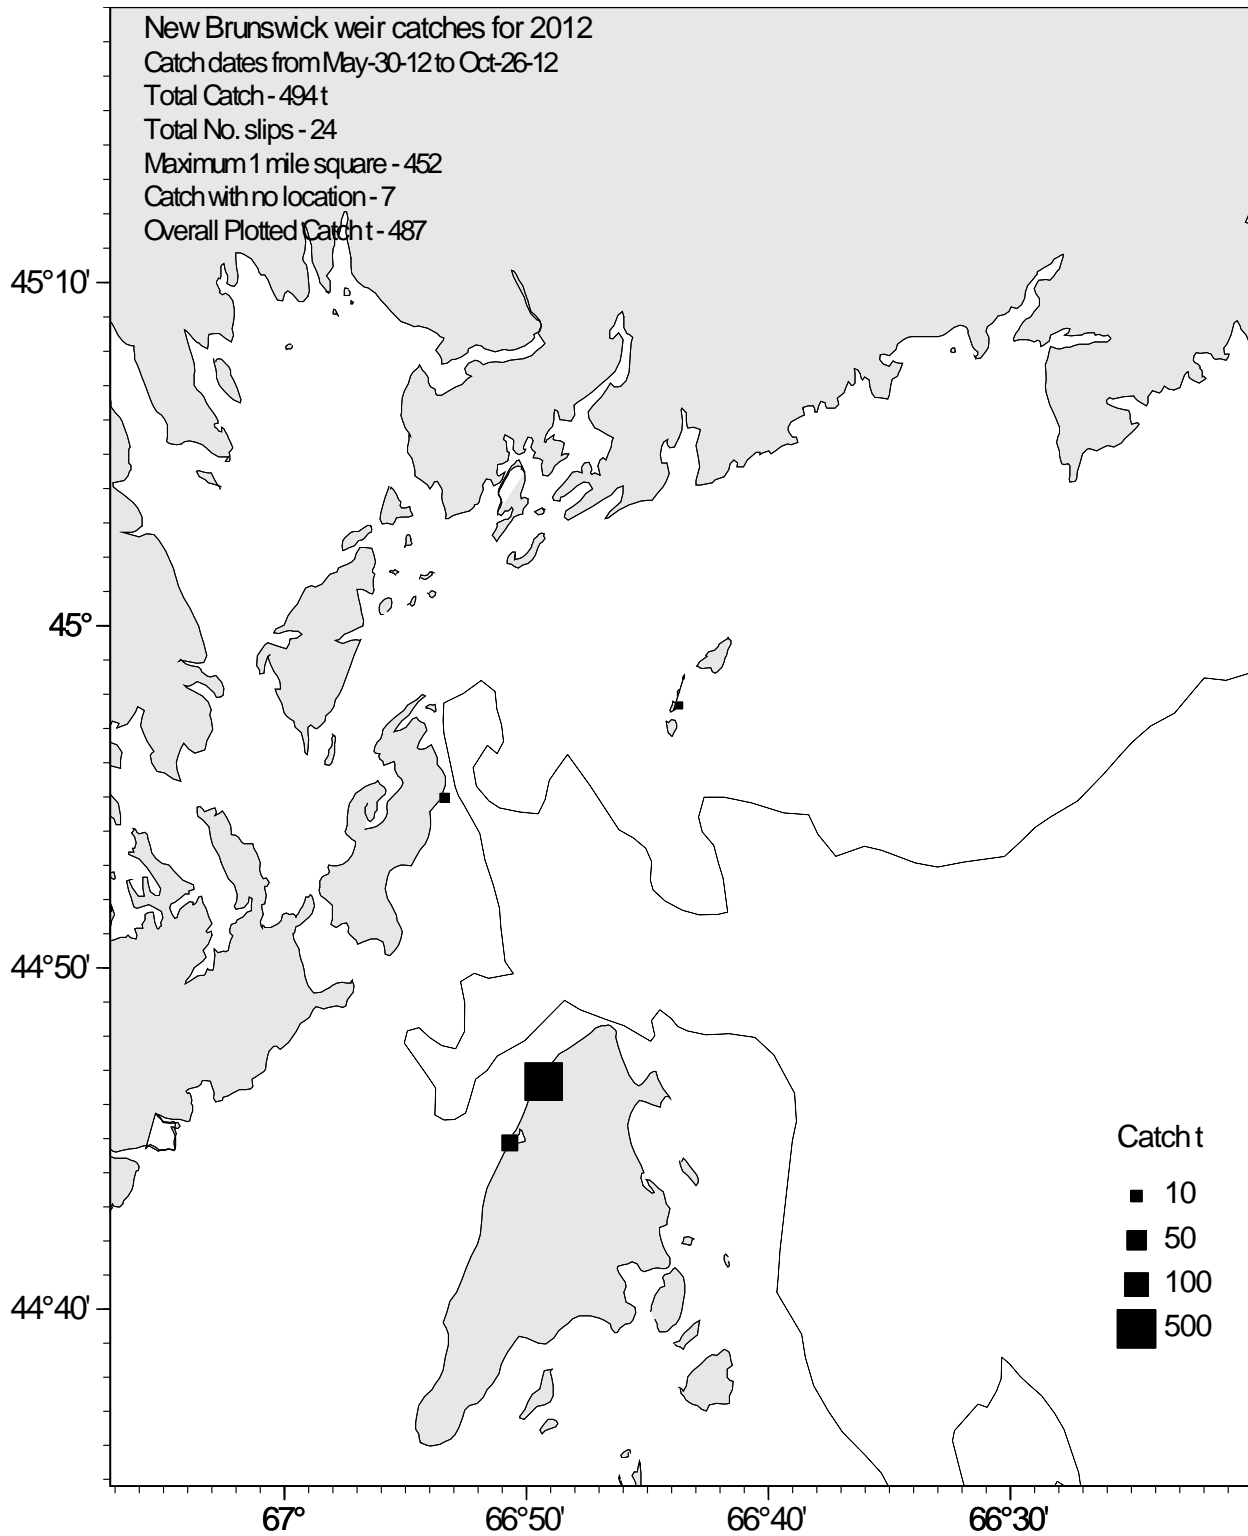 New Brunswick weir catches for 2012
Catch dates from May-30-12 to Oct-26-12
Total Catch - 494 t
Total No. slips - 24
Maximum 1 mile square - 452
Catch with no location - 7
Overall Plotted Catch t - 487
45°10'
45°
44°50'
44°40'
Catch t
10
50
100
500
67°
66°50'
66°40'
66°30'